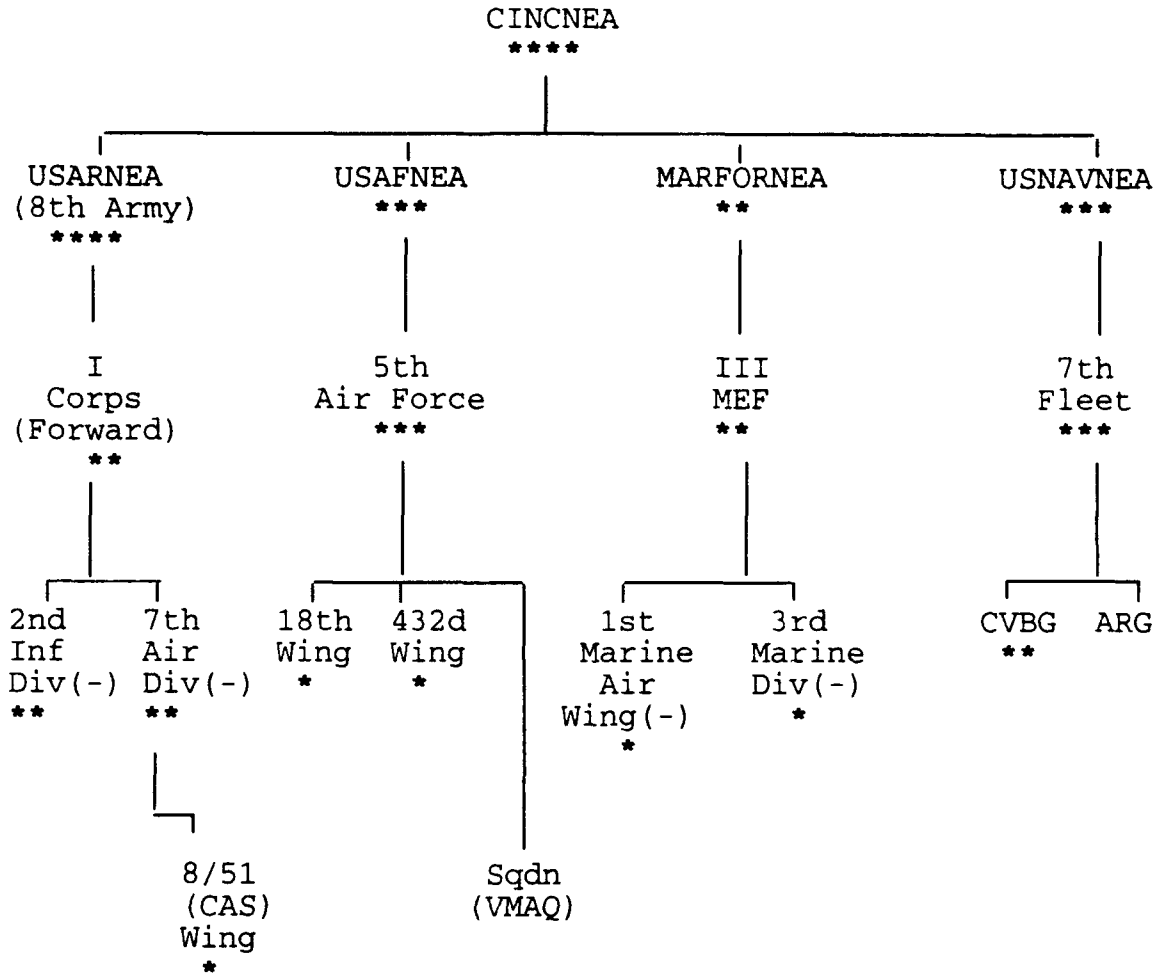 CINCNEA
****
USARNEA
(8th Army)
****
USAFNEA
***
MARFORNEA
**
USNAVNEA
***
I
Corps
(Forward)
**
5th
Air Force
***
III
MEF
**
7th
Fleet
***
2nd
Inf
Div(-)
**
7th
Air
Div(-)
**
18th
Wing
*
432d
Wing
*
1st
Marine
Air
Wing(-)
*
3rd
Marine
Div(-)
*
CVBG
**
ARG
8/51
(CAS)
Wing
*
Sqdn
(VMAQ)